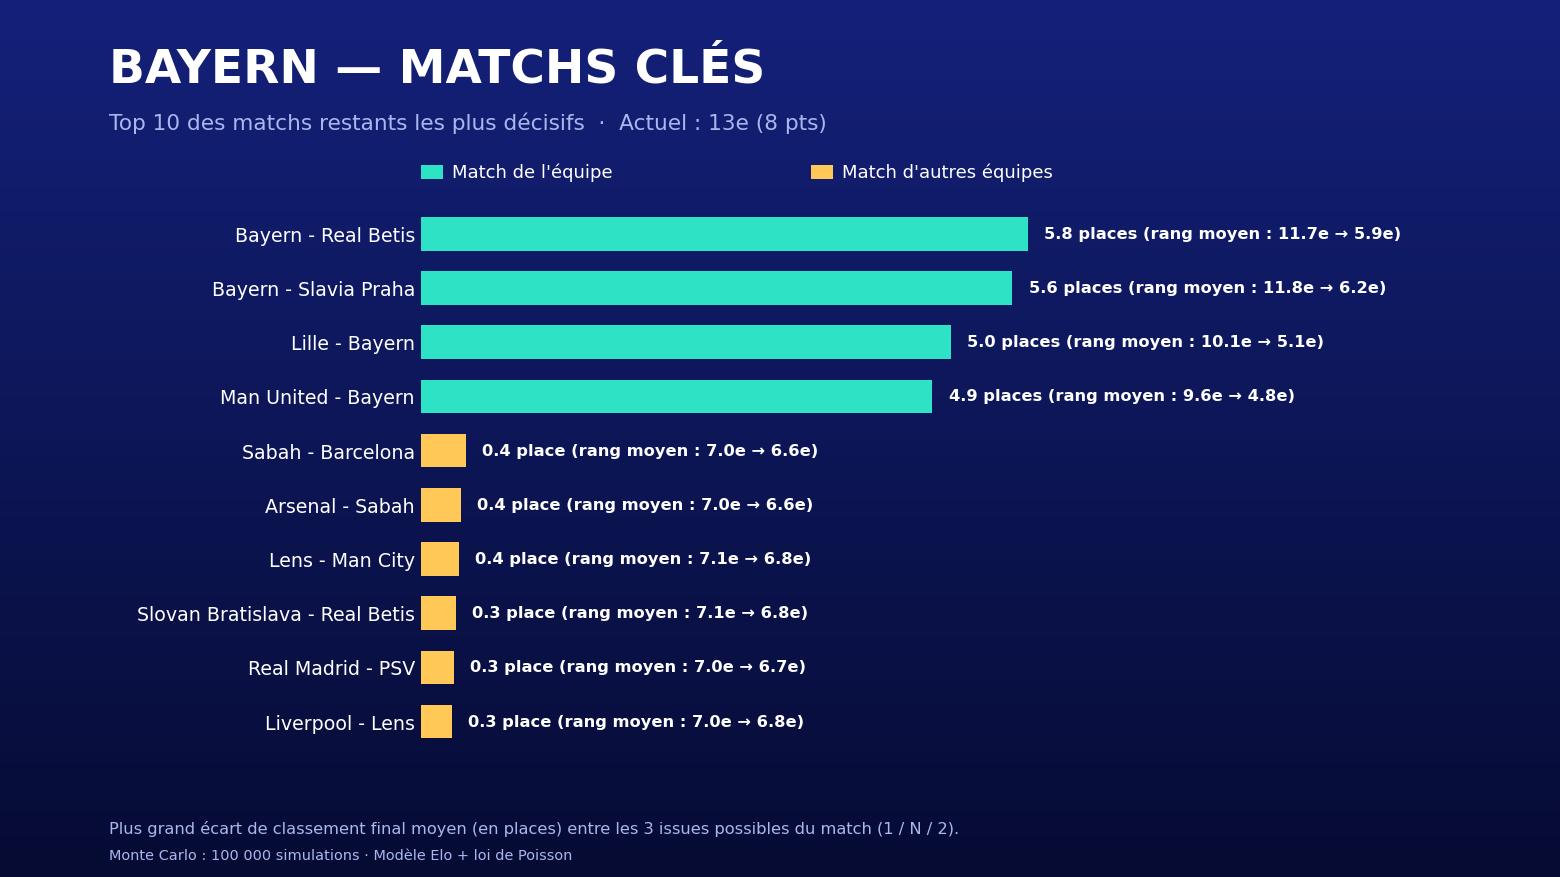 BAYERN — MATCHS CLÉS
Top 10 des matchs restants les plus décisifs · Actuel : 13e (8 pts)
Match de l'équipe
Match d'autres équipes
Bayern - Real Betis 5.8 places (rang moyen : 11.7e → 5.9e)
Bayern - Slavia Praha 5.6 places (rang moyen : 11.8e → 6.2e)
Lille - Bayern 5.0 places (rang moyen : 10.1e → 5.1e)
Man United - Bayern 4.9 places (rang moyen : 9.6e → 4.8e)
Sabah - Barcelona 0.4 place (rang moyen : 7.0e → 6.6e)
Arsenal - Sabah 0.4 place (rang moyen : 7.0e → 6.6e)
Lens - Man City 0.4 place (rang moyen : 7.1e → 6.8e)
Slovan Bratislava - Real Betis 0.3 place (rang moyen : 7.1e → 6.8e)
Real Madrid - PSV 0.3 place (rang moyen : 7.0e → 6.7e)
Liverpool - Lens 0.3 place (rang moyen : 7.0e → 6.8e)
Plus grand écart de classement final moyen (en places) entre les 3 issues possibles du match (1 / N / 2).
Monte Carlo : 100 000 simulations · Modèle Elo + loi de Poisson